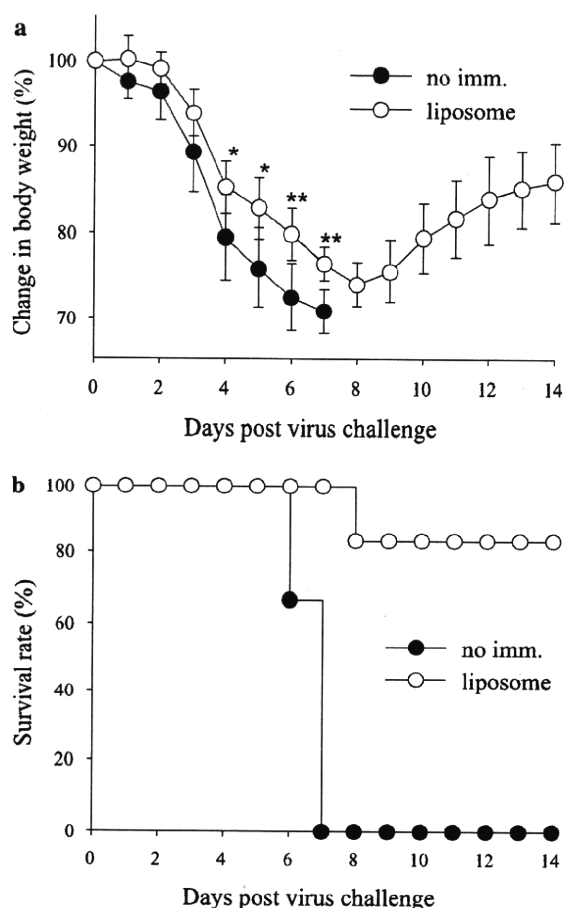 a
Change in body weight (%)
100
90
80
70
no imm.
liposome
*
*
**
**
0 2 4 6 8 10 12 14
Days post virus challenge
b
Survival rate (%)
100
80
60
40
20
0
no imm.
liposome
0 2 4 6 8 10 12 14
Days post virus challenge